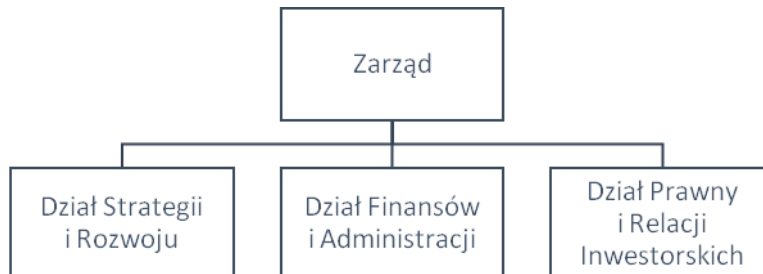 Zarząd
Dział Strategii
i Rozwoju
Dział Finansów
i Administracji
Dział Prawny
i Relacji
Inwestorskich